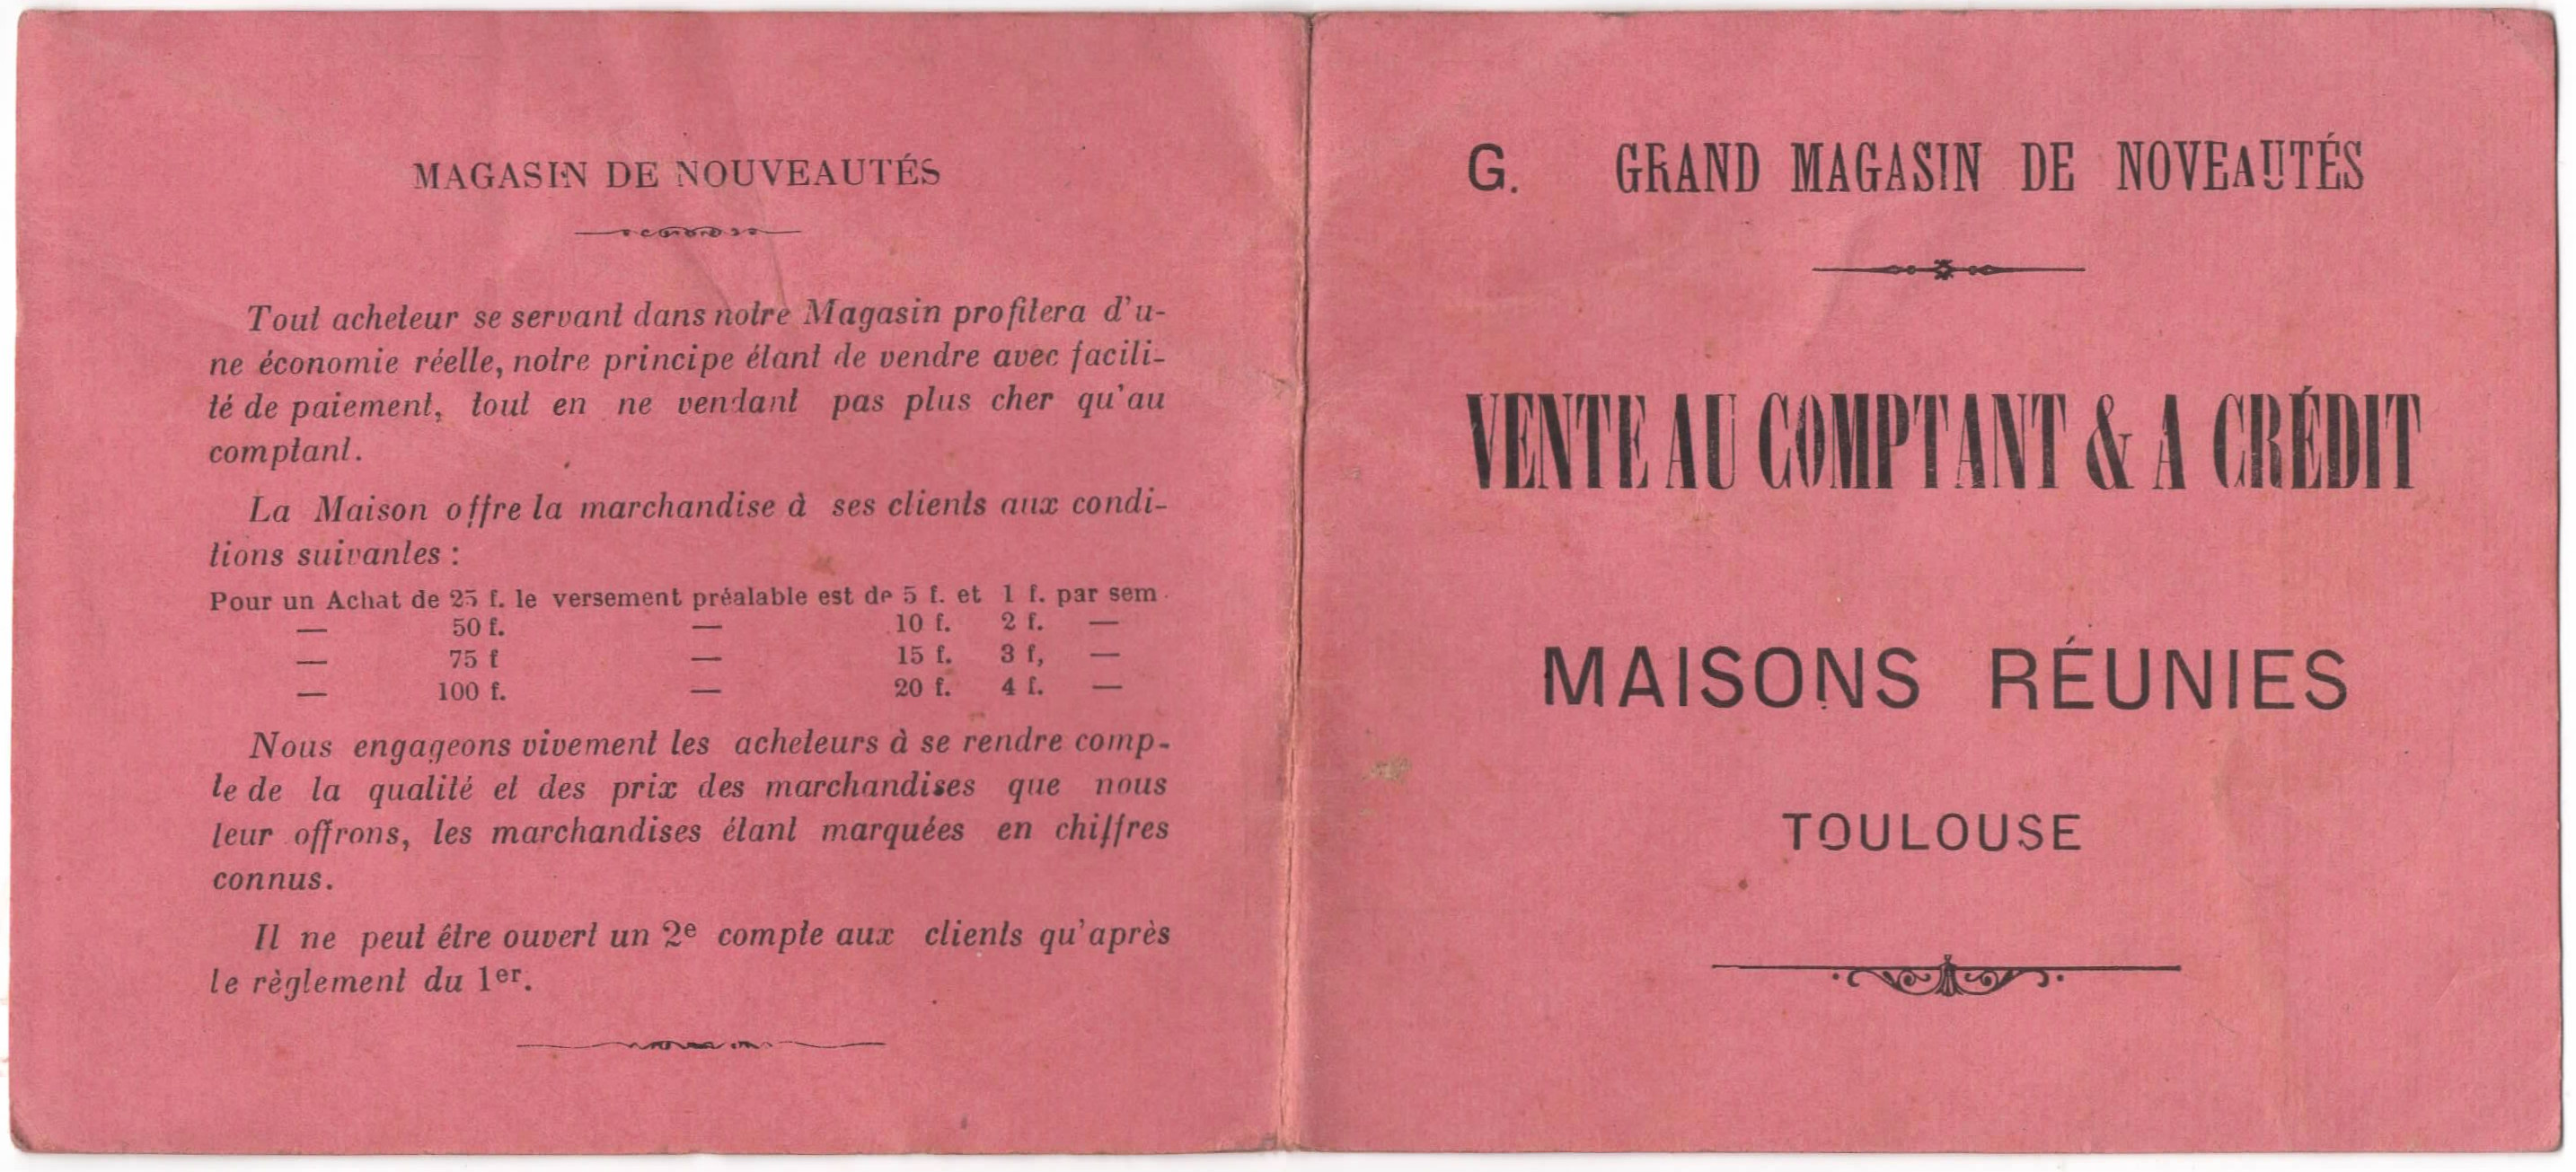 MAGASIN DE NOUVEAUTÉS
Tout acheteur se servant dans notre Magasin profitera d'u-
ne économie réelle, notre principe étant de vendre avec facili-
té de paiement, tout en ne vendant pas plus cher qu'au
comptant.
La Maison offre la marchandise à ses clients aux condi-
tions suivantes :
Pour un Achat de 25 f. le versement préalable est de 5 f. et 1 f. par sem.
— 50 f. — 10 f. 2 f. —
— 75 f — 15 f. 3 f, —
— 100 f. — 20 f. 4 f. —
Nous engageons vivement les acheteurs à se rendre comp-
te de la qualité et des prix des marchandises que nous
leur offrons, les marchandises étant marquées en chiffres
connus.
Il ne peut être ouvert un 2e compte aux clients qu'après
le règlement du 1er.
G. GRAND MAGASIN DE NOVEAUTÉS
VENTE AU COMPTANT & A CRÉDIT
MAISONS RÉUNIES
TOULOUSE